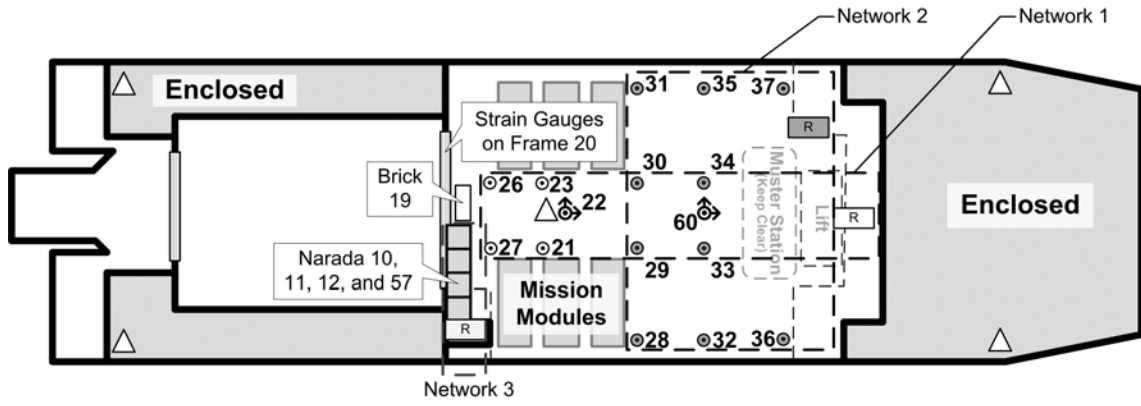 Network 2
Network 1
Enclosed
31
35
37
R
Strain Gauges
on Frame 20
Brick
19
30
34
Muster Station
(Keep Clear)
Lift
26
23
22
60
R
Enclosed
27
21
29
33
Narada 10,
11, 12, and 57
Mission
Modules
R
28
32
36
Network 3